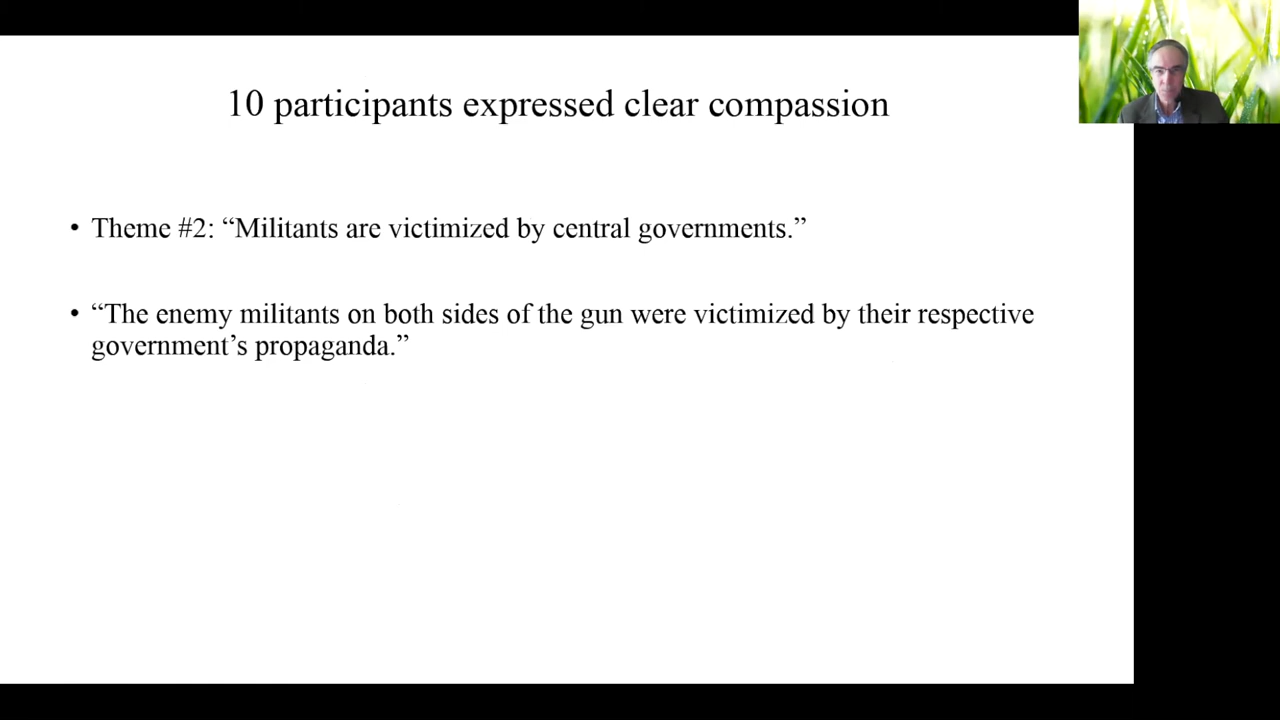 10 participants expressed clear compassion
• Theme #2: “Militants are victimized by central governments.”
• “The enemy militants on both sides of the gun were victimized by their respective
government’s propaganda.”